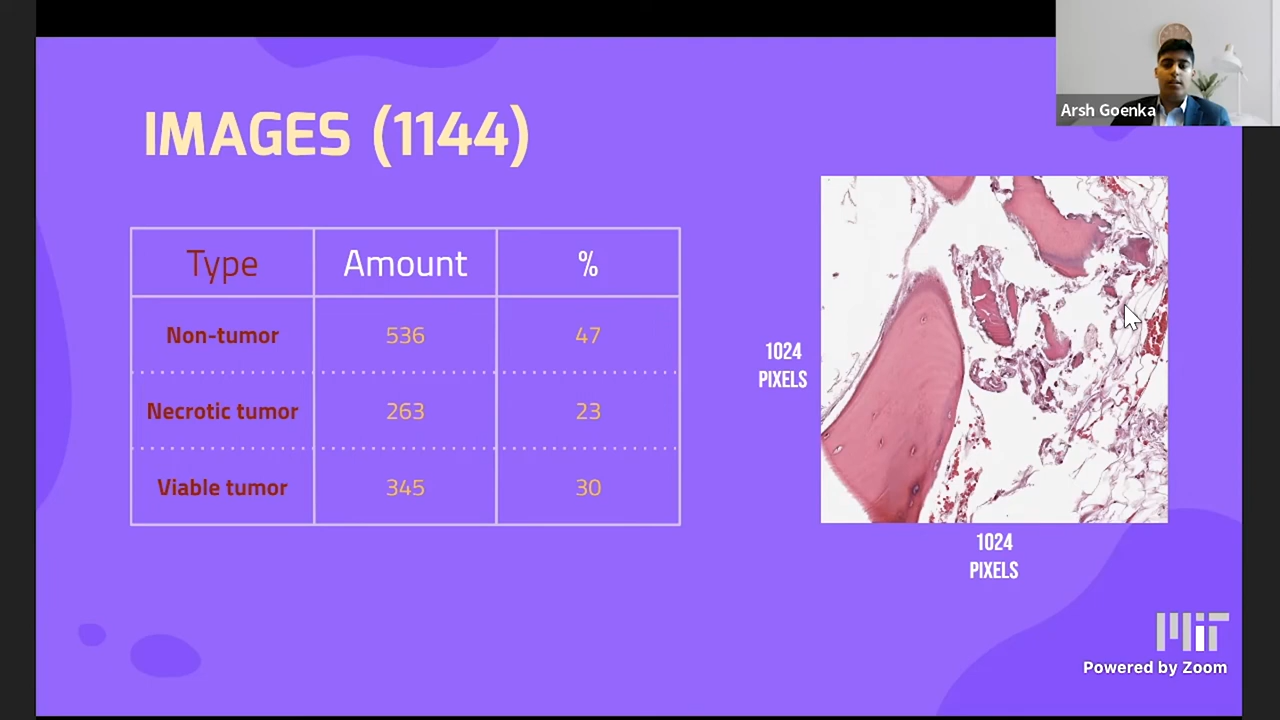 Arsh Goenka
IMAGES (1144)
Type Amount %
Non-tumor 536 47
Necrotic tumor 263 23
Viable tumor 345 30
1024
PIXELS
1024
PIXELS
MIT
Powered by Zoom